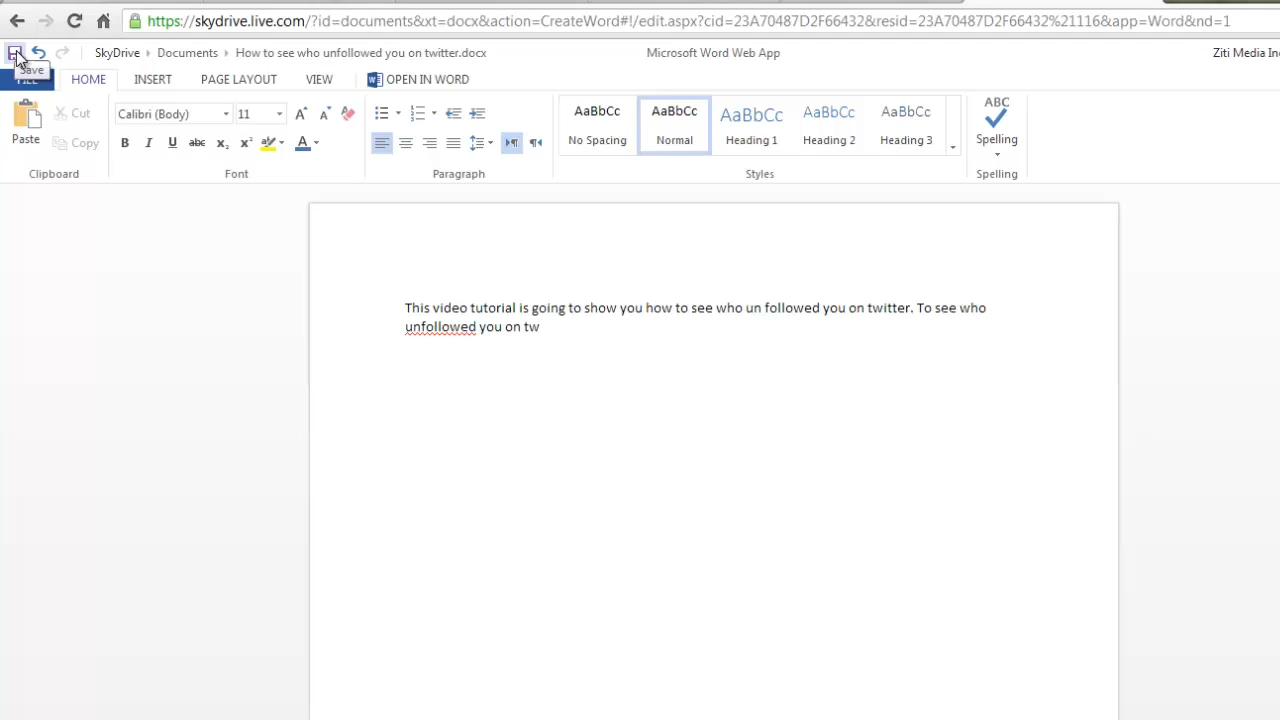 https://skydrive.live.com/?id=documents&xt=docx&action=CreateWord#!/edit.aspx?cid=23A70487D2F66432&resid=23A70487D2F66432%21116&app=Word&nd=1
SkyDrive Documents How to see who unfollowed you on twitter.docx Microsoft Word Web App Ziti Media Inc
Save
FILE HOME INSERT PAGE LAYOUT VIEW OPEN IN WORD
Paste Cut Copy
Clipboard
Calibri (Body) 11
B I U abc x₂ x² A
Font
Paragraph
AaBbCc AaBbCc AaBbCc AaBbCc AaBbCc
No Spacing Normal Heading 1 Heading 2 Heading 3
Styles
ABC
Spelling
Spelling
This video tutorial is going to show you how to see who un followed you on twitter. To see who
unfollowed you on tw